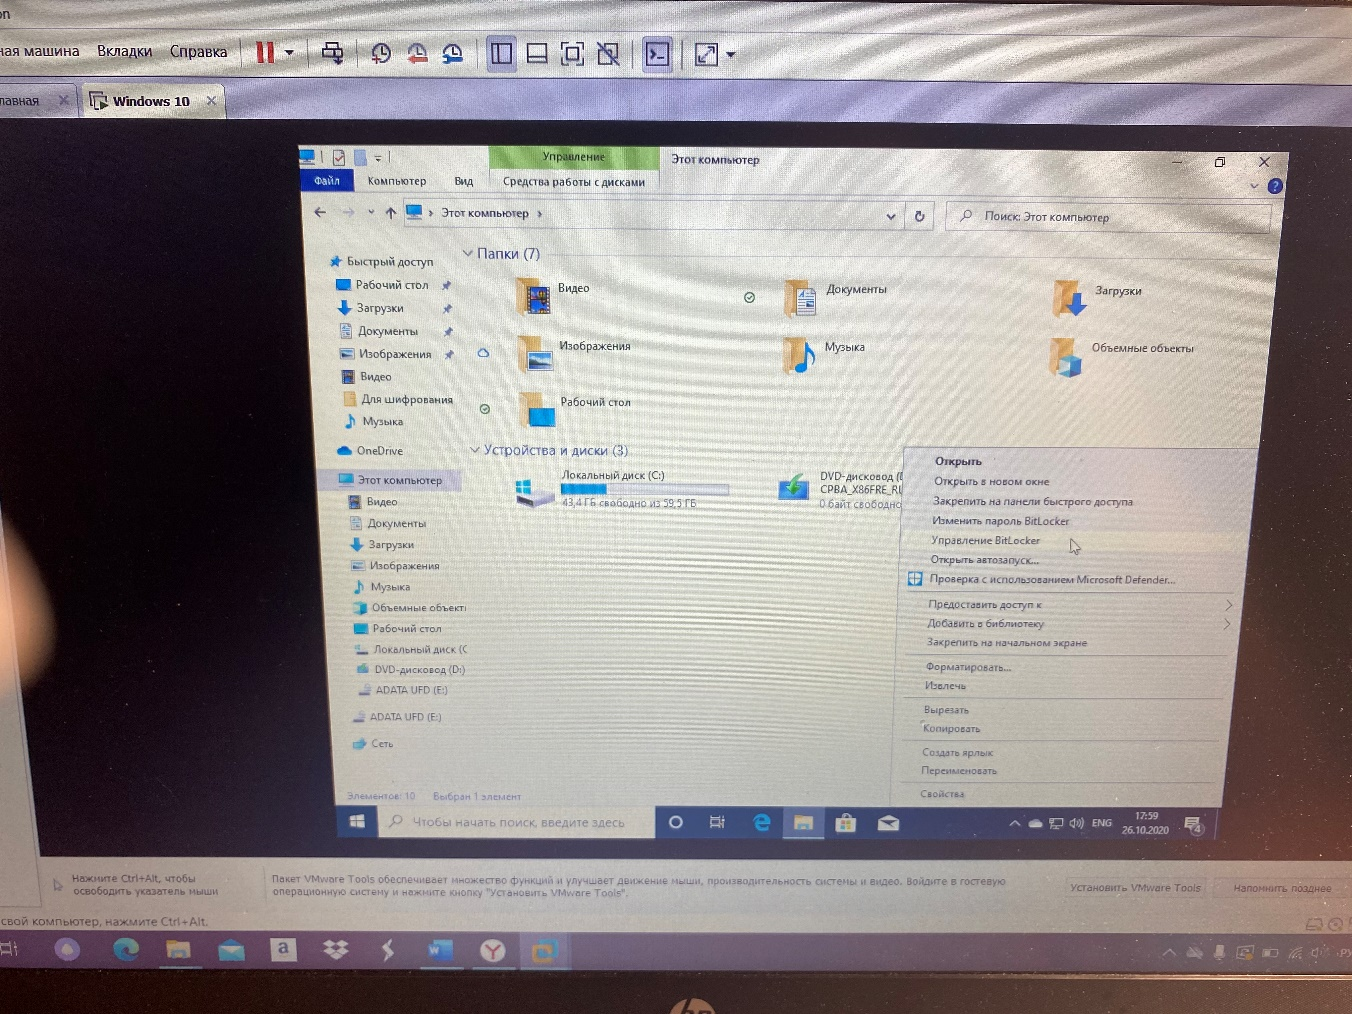 on
ная машина Вкладки Справка
лавная Windows 10
Управление Этот компьютер
Файл Компьютер Вид Средства работы с дисками
Этот компьютер Поиск: Этот компьютер
Быстрый доступ
Рабочий стол
Загрузки
Документы
Изображения
Видео
Для шифрования
Музыка
OneDrive
Этот компьютер
Видео
Документы
Загрузки
Изображения
Музыка
Объемные объекти
Рабочий стол
Локальный диск (C
DVD-дисковод (D:)
ADATA UFD (E:)
ADATA UFD (E:)
Сеть
Папки (7)
Видео Документы Загрузки
Изображения Музыка Объемные объекты
Рабочий стол
Устройства и диски (3)
Локальный диск (C:)
43,4 ГБ свободно из 59,5 ГБ
DVD-дисковод (
CPBA_X86FRE_RU
0 байт свободно
Открыть
Открыть в новом окне
Закрепить на панели быстрого доступа
Изменить пароль BitLocker
Управление BitLocker
Открыть автозапуск...
Проверка с использованием Microsoft Defender...
Предоставить доступ к
Добавить в библиотеку
Закрепить на начальном экране
Форматировать...
Извлечь
Вырезать
Копировать
Создать ярлык
Переименовать
Свойства
Элементов: 10 Выбран 1 элемент
Чтобы начать поиск, введите здесь
ENG 17:59
26.10.2020
4
Нажмите Ctrl+Alt, чтобы
освободить указатель мыши
Пакет VMware Tools обеспечивает множество функций и улучшает движение мыши, производительность системы и видео. Войдите в гостевую
операционную систему и нажмите кнопку "Установить VMware Tools".
Установить VMware Tools Напомнить позднее
свой компьютер, нажмите Ctrl+Alt.
hp